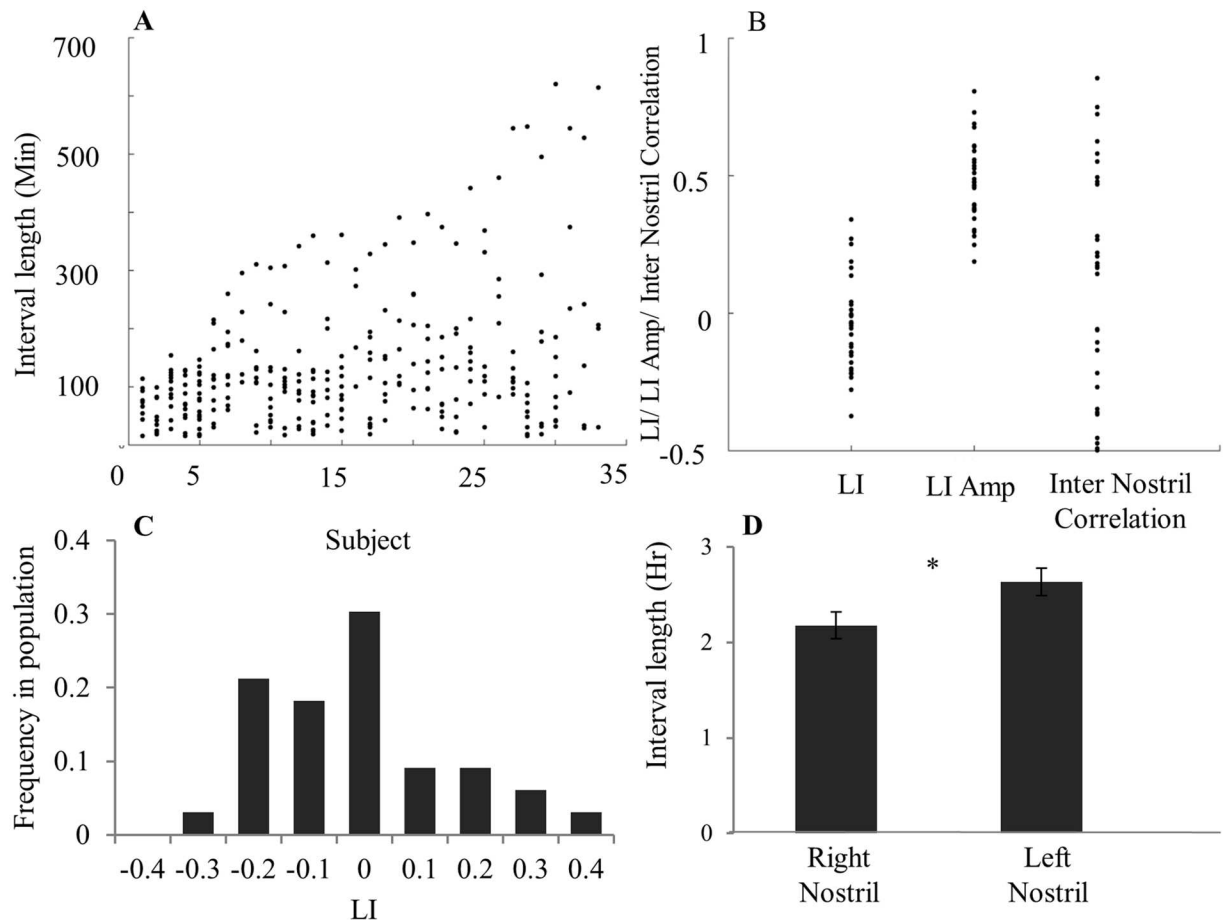 A
700
500
300
100
Interval length (Min)
0
5
15
25
35
Subject
B
1
0.5
0
-0.5
LI/ LI Amp/ Inter Nostril Correlation
LI
LI Amp
Inter Nostril
Correlation
C
0.4
0.3
0.2
0.1
0
Frequency in population
-0.4
-0.3
-0.2
-0.1
0
0.1
0.2
0.3
0.4
LI
D
3
2
1
0
Interval length (Hr)
*
Right
Nostril
Left
Nostril